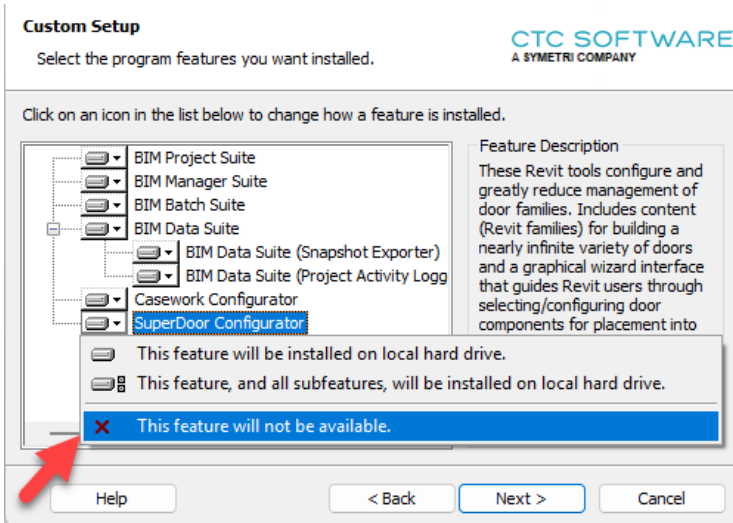 Custom Setup
Select the program features you want installed.
CTC SOFTWARE
A SYMETRI COMPANY
Click on an icon in the list below to change how a feature is installed.
BIM Project Suite
BIM Manager Suite
BIM Batch Suite
BIM Data Suite
BIM Data Suite (Snapshot Exporter)
BIM Data Suite (Project Activity Logg
Casework Configurator
SuperDoor Configurator
Feature Description
These Revit tools configure and
greatly reduce management of
door families. Includes content
(Revit families) for building a
nearly infinite variety of doors
and a graphical wizard interface
that guides Revit users through
selecting/configuring door
components for placement into
This feature will be installed on local hard drive.
This feature, and all subfeatures, will be installed on local hard drive.
This feature will not be available.
Help
< Back
Next >
Cancel